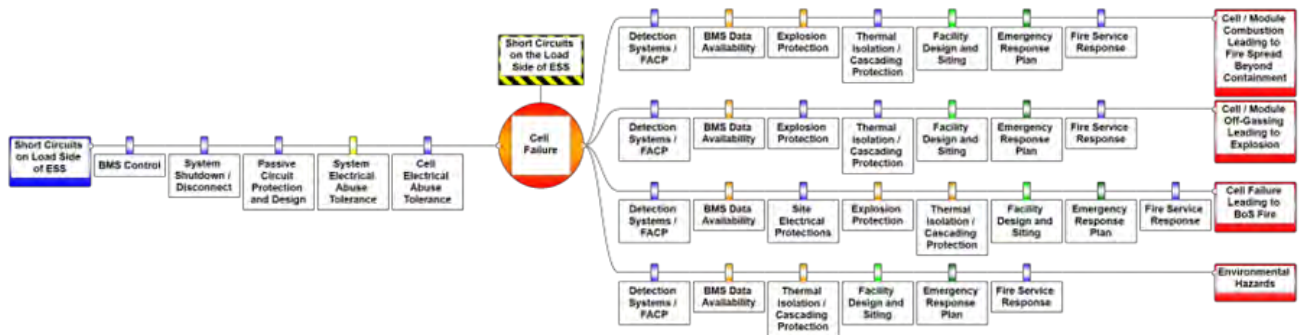 Short Circuits
on Load Side
of ESS
BMS Control
System
Shutdown /
Disconnect
Passive
Circuit
Protection
and Design
System
Electrical
Abuse
Tolerance
Cell
Electrical
Abuse
Tolerance
Short Circuits
on the Load
Side of ESS
Cell
Failure
Detection
Systems /
FACP
BMS Data
Availability
Explosion
Protection
Thermal
Isolation /
Cascading
Protection
Facility
Design and
Siting
Emergency
Response
Plan
Fire Service
Response
Cell / Module
Combustion
Leading to
Fire Spread
Beyond
Containment
Detection
Systems /
FACP
BMS Data
Availability
Explosion
Protection
Thermal
Isolation /
Cascading
Protection
Facility
Design and
Siting
Emergency
Response
Plan
Fire Service
Response
Cell / Module
Off-Gassing
Leading to
Explosion
Detection
Systems /
FACP
BMS Data
Availability
Site
Electrical
Protections
Explosion
Protection
Thermal
Isolation /
Cascading
Protection
Facility
Design and
Siting
Emergency
Response
Plan
Fire Service
Response
Cell Failure
Leading to
BoS Fire
Detection
Systems /
FACP
BMS Data
Availability
Thermal
Isolation /
Cascading
Protection
Facility
Design and
Siting
Emergency
Response
Plan
Fire Service
Response
Environmental
Hazards